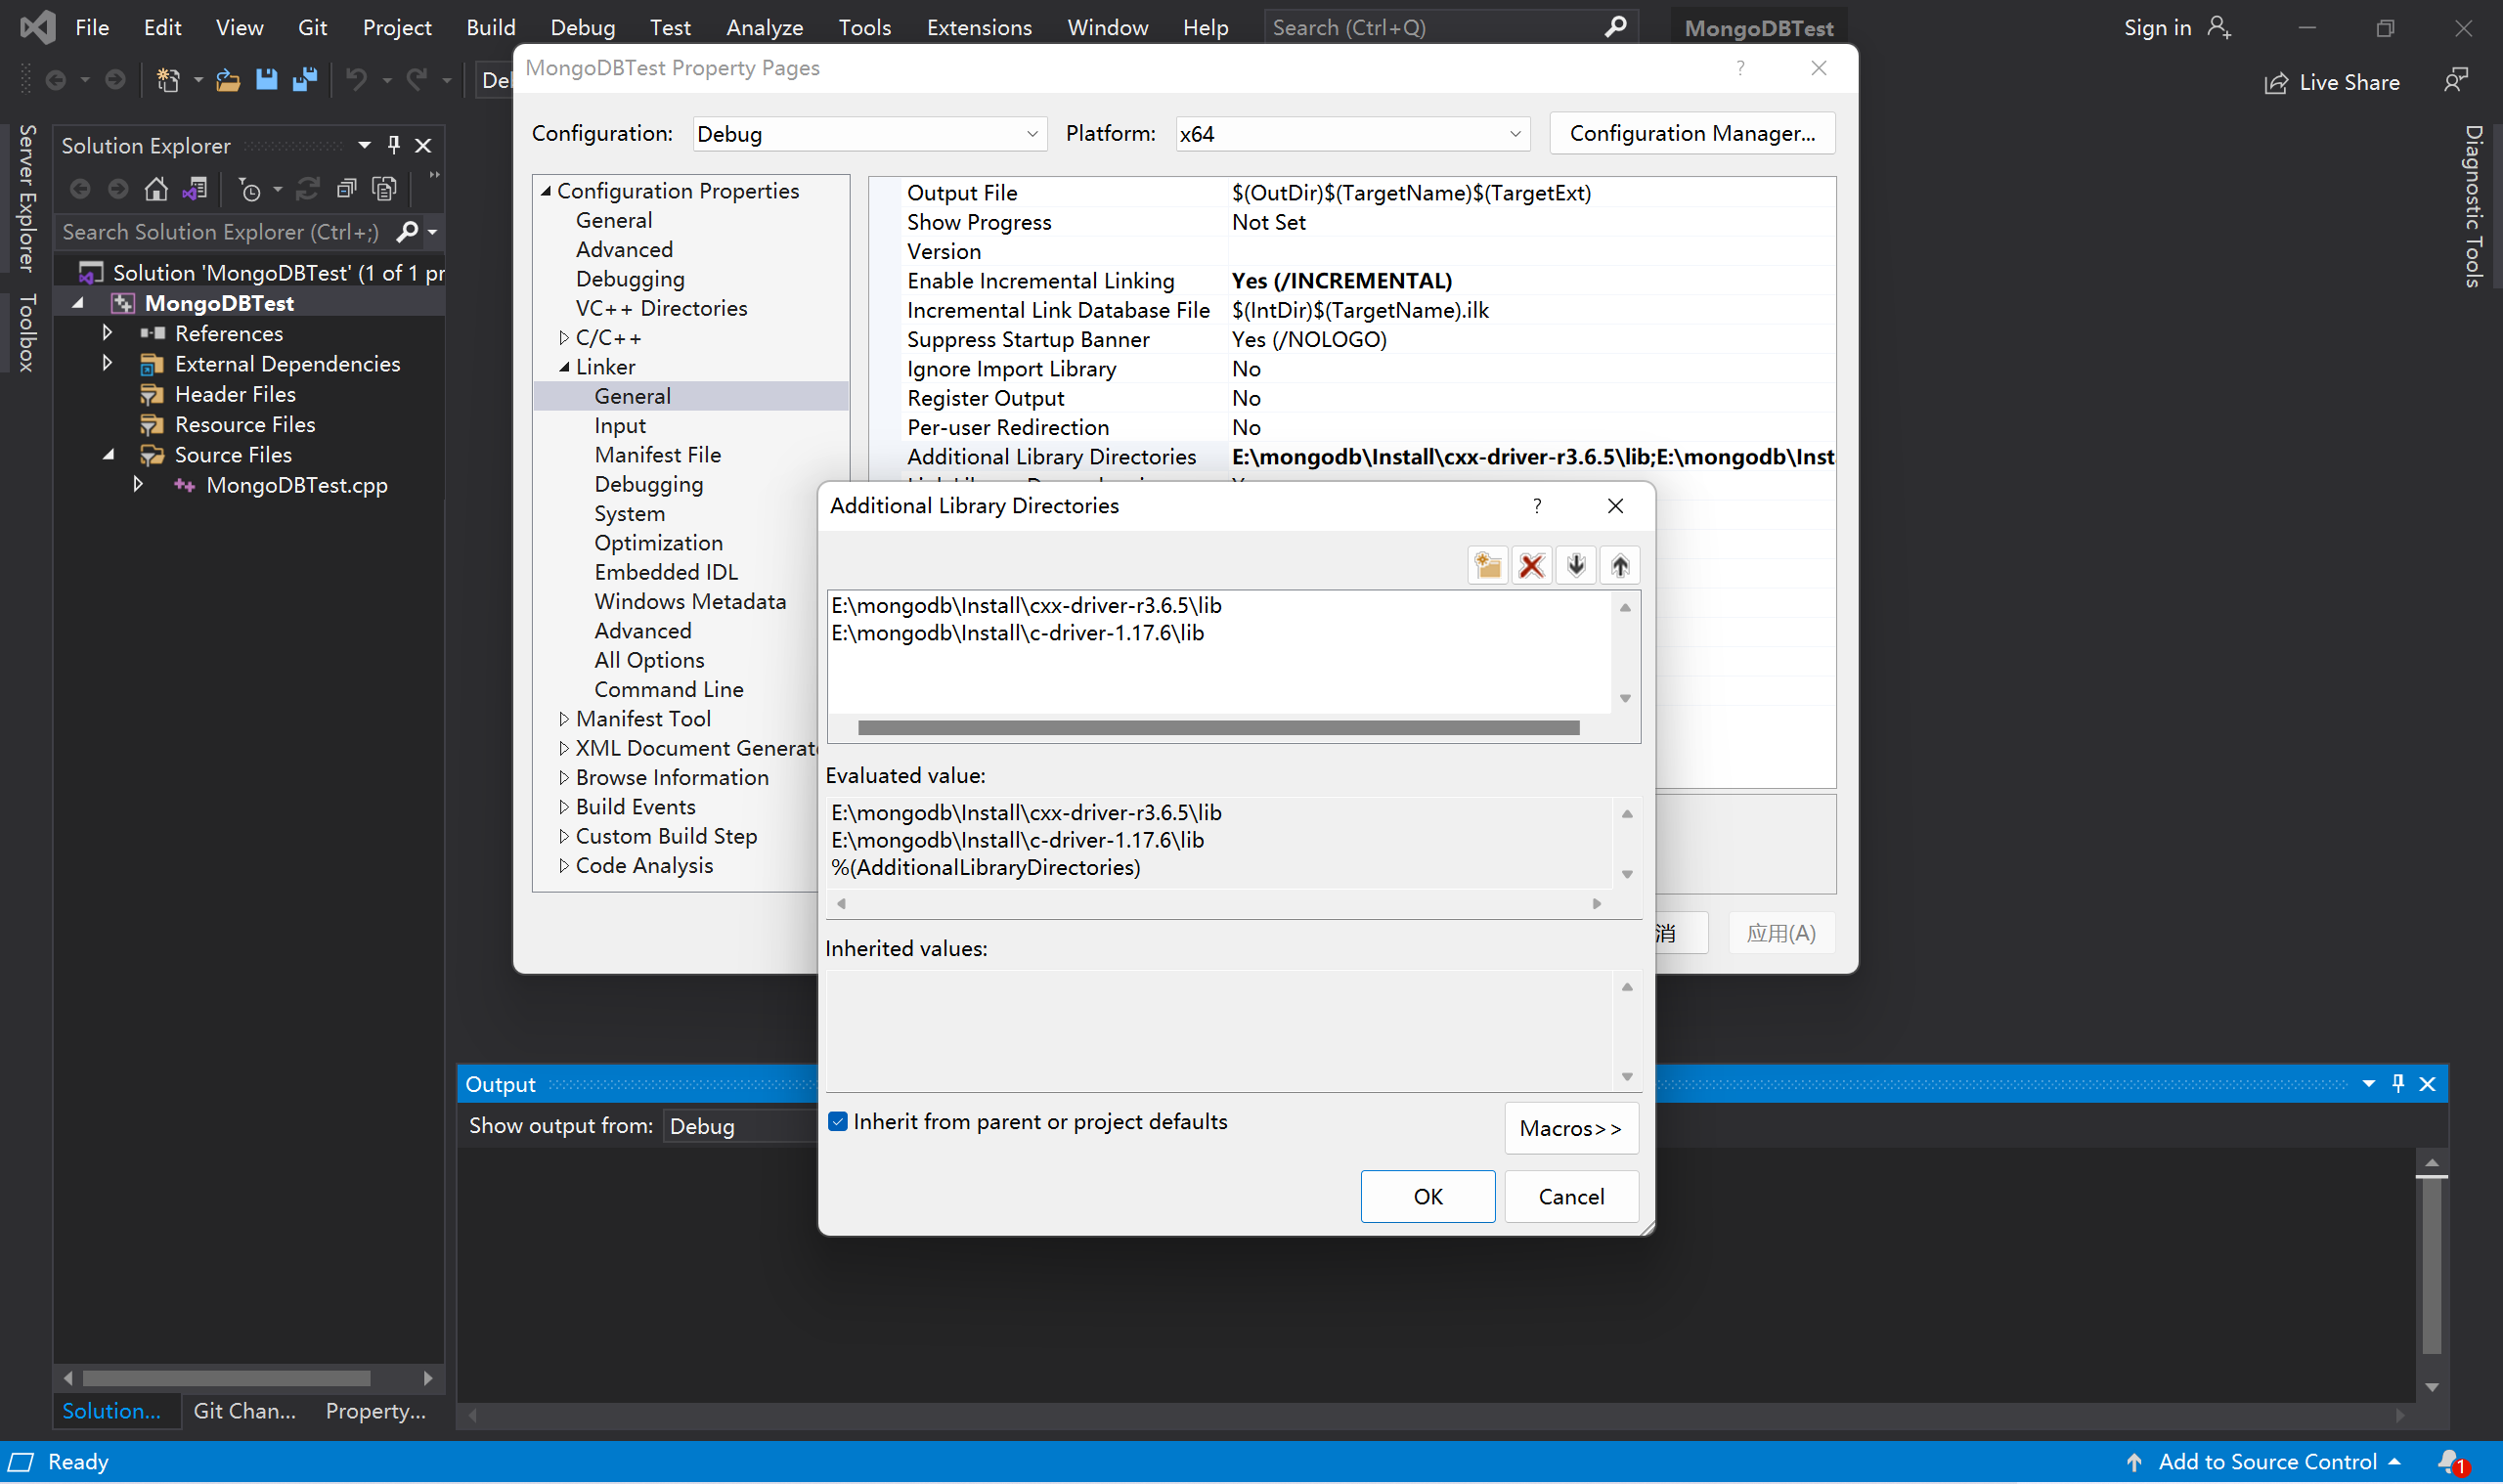 File Edit View Git Project Build Debug Test Analyze Tools Extensions Window Help Search (Ctrl+Q) MongoDBTest Sign in
Live Share
MongoDBTest Property Pages
Configuration: Debug Platform: x64 Configuration Manager...
Server Explorer
Toolbox
Diagnostic Tools
Solution Explorer
Search Solution Explorer (Ctrl+;)
Solution 'MongoDBTest' (1 of 1 pr
MongoDBTest
References
External Dependencies
Header Files
Resource Files
Source Files
MongoDBTest.cpp
Solution... Git Chan... Property...
Configuration Properties
General
Advanced
Debugging
VC++ Directories
C/C++
Linker
General
Input
Manifest File
Debugging
System
Optimization
Embedded IDL
Windows Metadata
Advanced
All Options
Command Line
Manifest Tool
XML Document Generat
Browse Information
Build Events
Custom Build Step
Code Analysis
Output File $(OutDir)$(TargetName)$(TargetExt)
Show Progress Not Set
Version
Enable Incremental Linking Yes (/INCREMENTAL)
Incremental Link Database File $(IntDir)$(TargetName).ilk
Suppress Startup Banner Yes (/NOLOGO)
Ignore Import Library No
Register Output No
Per-user Redirection No
Additional Library Directories E:\mongodb\Install\cxx-driver-r3.6.5\lib;E:\mongodb\Inst
消 应用(A)
Additional Library Directories
E:\mongodb\Install\cxx-driver-r3.6.5\lib
E:\mongodb\Install\c-driver-1.17.6\lib
Evaluated value:
E:\mongodb\Install\cxx-driver-r3.6.5\lib
E:\mongodb\Install\c-driver-1.17.6\lib
%(AdditionalLibraryDirectories)
Inherited values:
Inherit from parent or project defaults
Macros>>
OK Cancel
Output
Show output from: Debug
Ready Add to Source Control 1